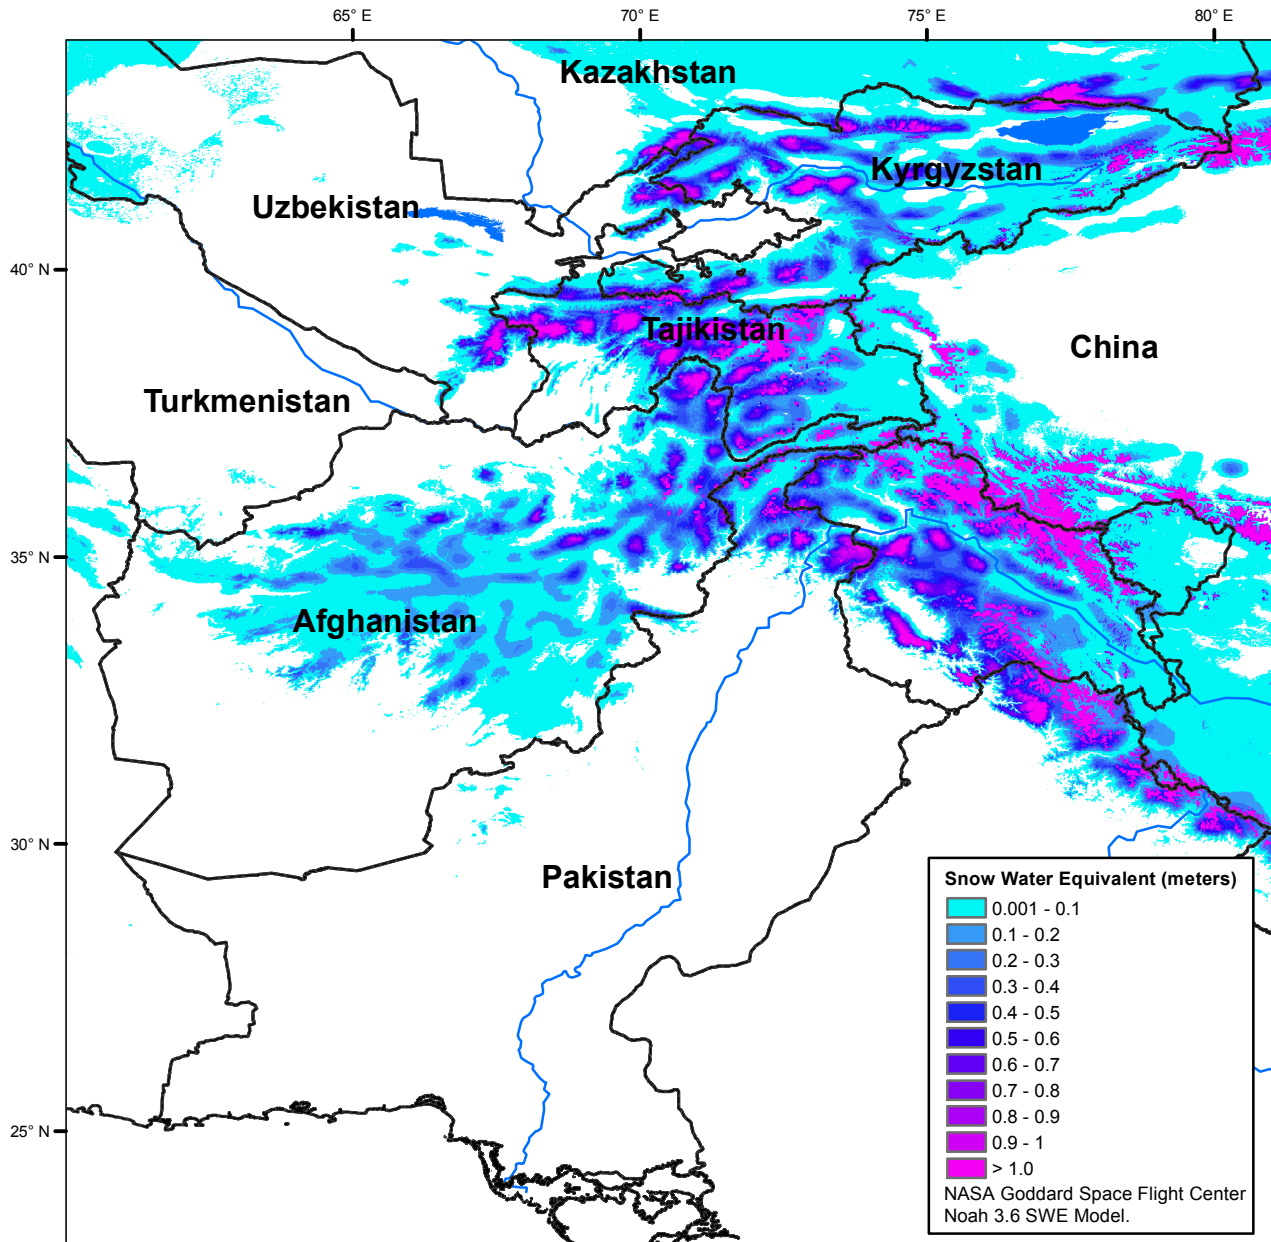 65° E
70° E
75° E
80° E
Kazakhstan
Kyrgyzstan
Uzbekistan
40° N
Tajikistan
China
Turkmenistan
35° N
Afghanistan
30° N
Pakistan
25° N
Snow Water Equivalent (meters)
0.001 - 0.1
0.1 - 0.2
0.2 - 0.3
0.3 - 0.4
0.4 - 0.5
0.5 - 0.6
0.6 - 0.7
0.7 - 0.8
0.8 - 0.9
0.9 - 1
> 1.0
NASA Goddard Space Flight Center
Noah 3.6 SWE Model.